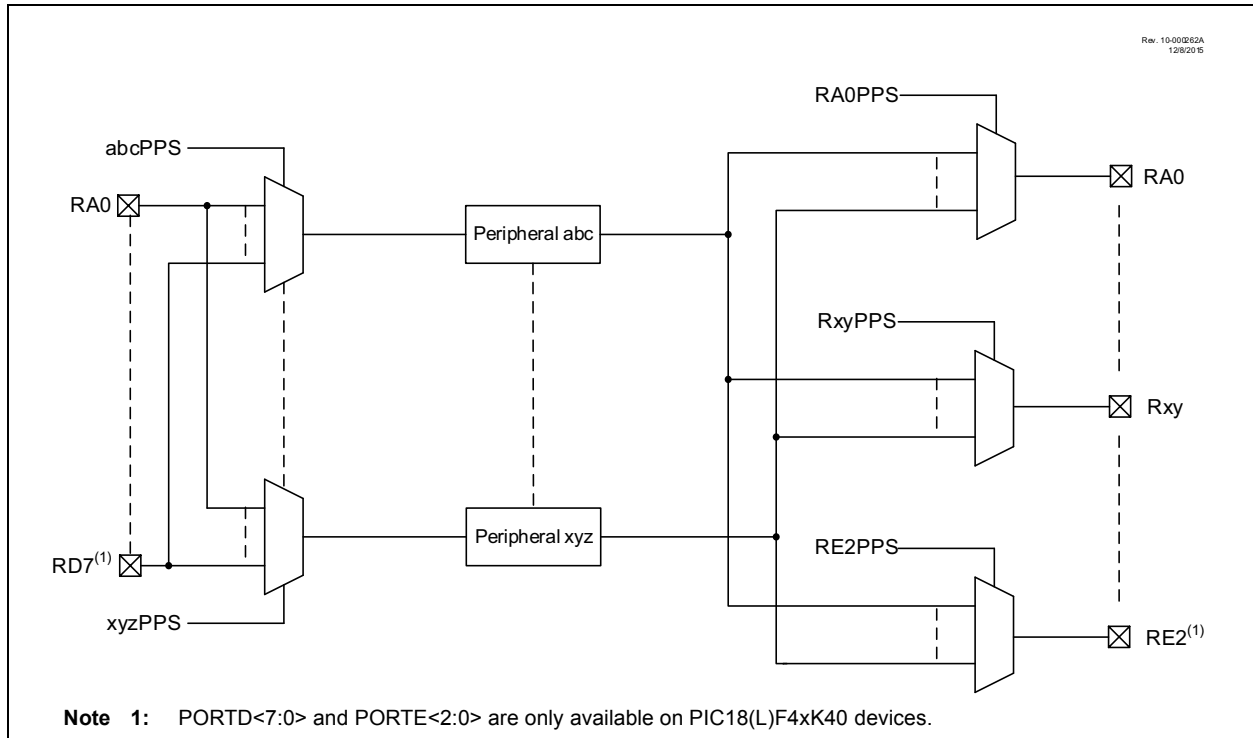 Rev. 10-000262A
12/8/2015
RA0PPS
abcPPS
RA0
RA0
Peripheral abc
RxyPPS
Rxy
Peripheral xyz
RE2PPS
RD7(1)
xyzPPS
RE2(1)
Note 1: PORTD<7:0> and PORTE<2:0> are only available on PIC18(L)F4xK40 devices.